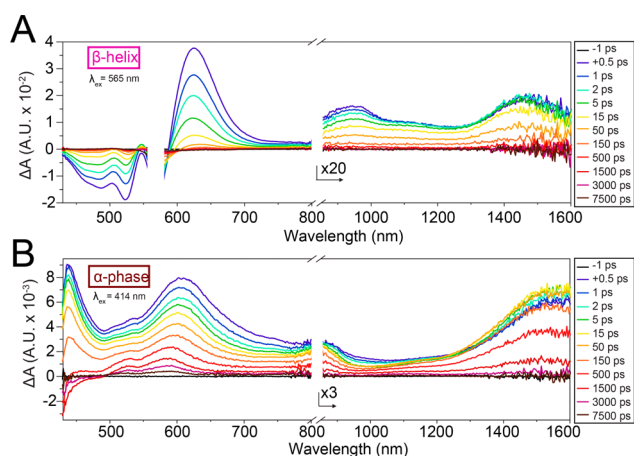 A
β-helix
λex = 565 nm
ΔA (A.U. x 10-2)
4
3
2
1
0
-1
-2
500
600
700
800
1000
1200
1400
1600
x20
Wavelength (nm)
-1 ps
+0.5 ps
1 ps
2 ps
5 ps
15 ps
50 ps
150 ps
500 ps
1500 ps
3000 ps
7500 ps
B
α-phase
λex = 414 nm
ΔA (A.U. x 10-3)
8
6
4
2
0
-2
500
600
700
800
1000
1200
1400
1600
x3
Wavelength (nm)
-1 ps
+0.5 ps
1 ps
2 ps
5 ps
15 ps
50 ps
150 ps
500 ps
1500 ps
3000 ps
7500 ps